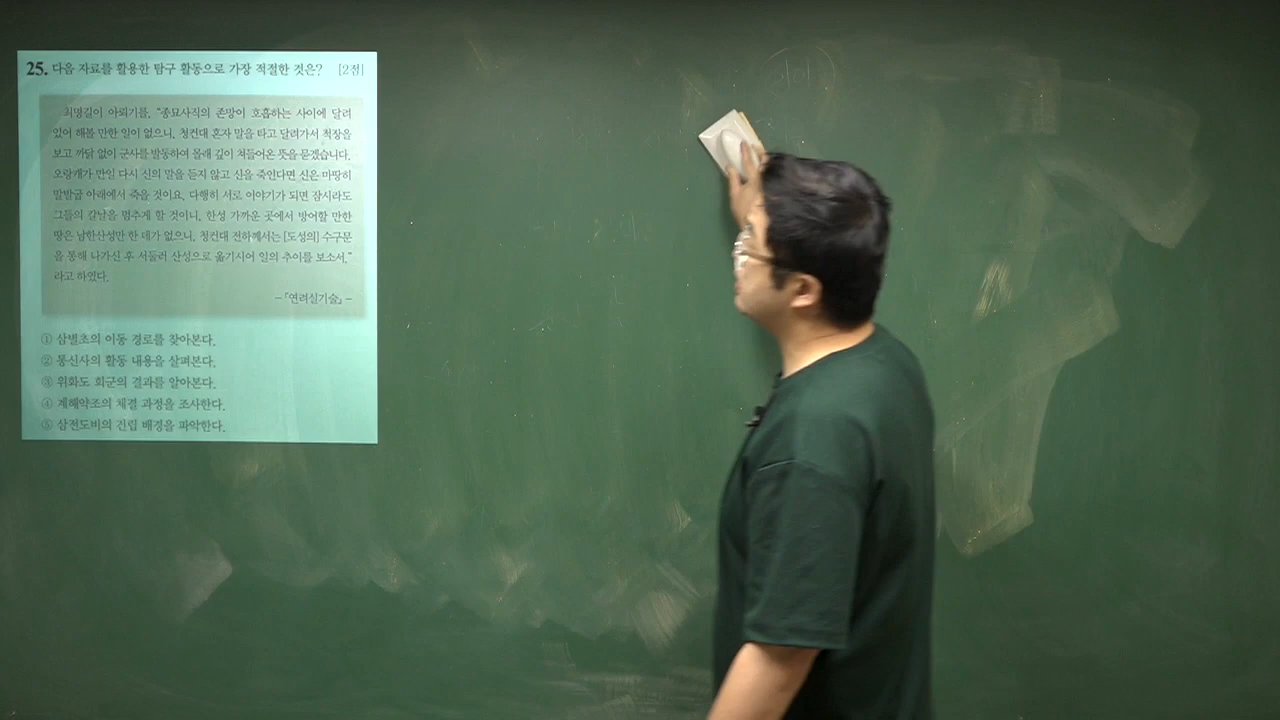 25. 다음 자료를 활용한 탐구 활동으로 가장 적절한 것은? [2점]
최명길이 아뢰기를, "종묘사직의 존망이 호흡하는 사이에 달려
있어 해볼 만한 일이 없으니, 청컨대 혼자 말을 타고 달려가서 적장을
보고 까닭 없이 군사를 발동하여 몰래 깊이 쳐들어온 뜻을 묻겠습니다.
오랑캐가 만일 다시 신의 말을 듣지 않고 신을 죽인다면 신은 마땅히
말발굽 아래에서 죽을 것이요, 다행히 서로 이야기가 되면 잠시라도
그들의 칼날을 멈추게 할 것이니, 한성 가까운 곳에서 방어할 만한
땅은 남한산성만 한 데가 없으니, 청컨대 전하께서는 [도성의] 수구문
을 통해 나가신 후 서둘러 산성으로 옮기시어 일의 추이를 보소서."
라고 하였다.
-「연려실기술」-
① 삼별초의 이동 경로를 찾아본다.
② 통신사의 활동 내용을 살펴본다.
③ 위화도 회군의 결과를 알아본다.
④ 계해약조의 체결 과정을 조사한다.
⑤ 삼전도비의 건립 배경을 파악한다.